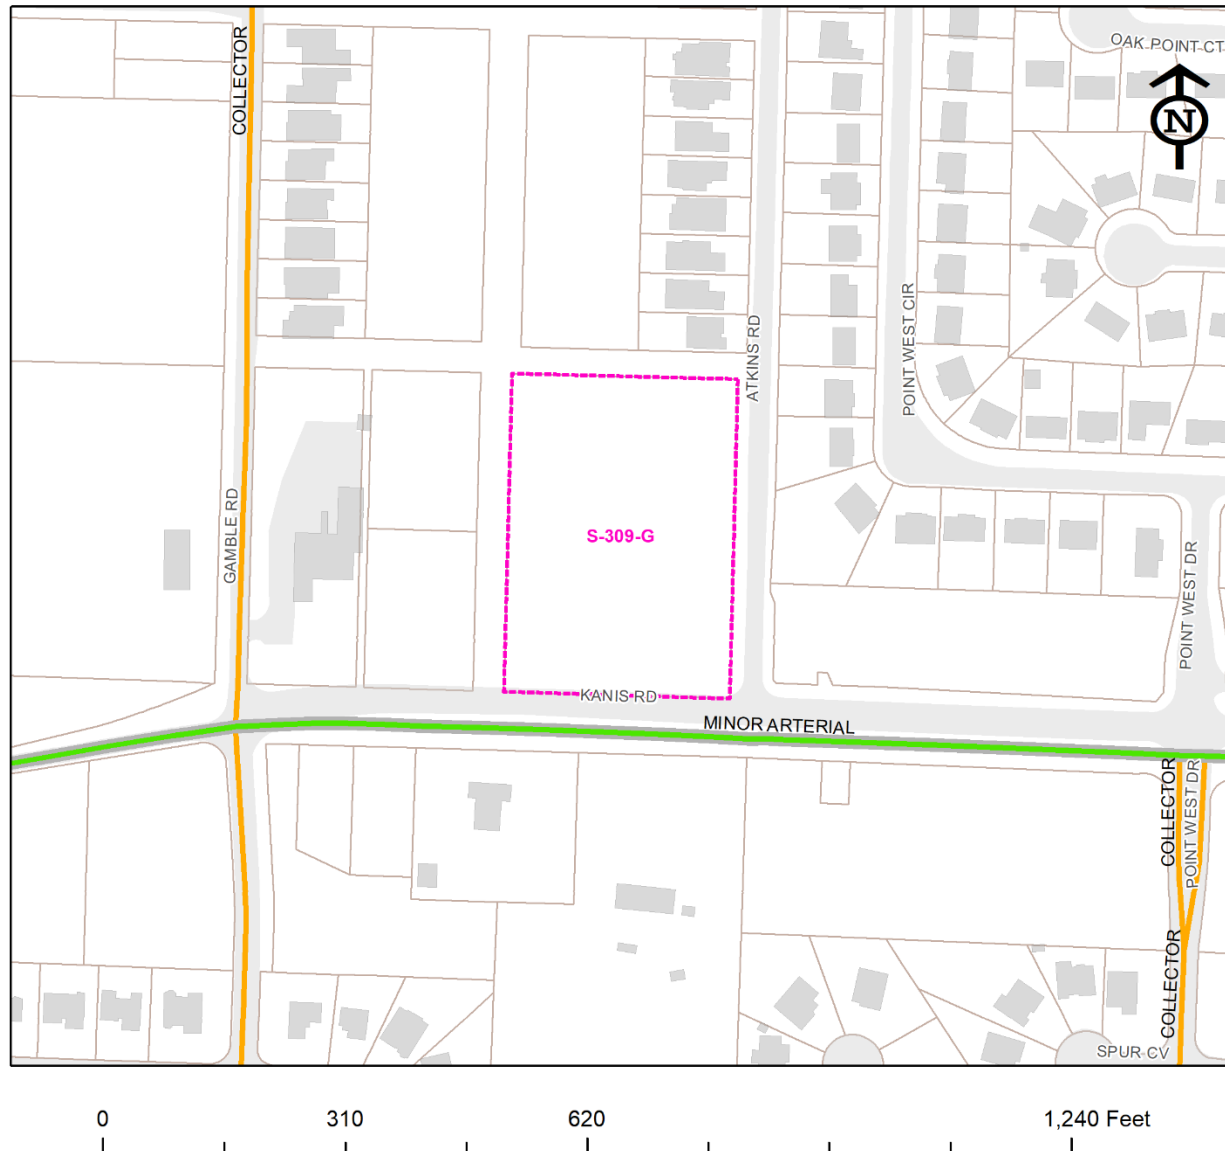 OAK POINT CT
COLLECTOR
N
ATKINS RD
POINT WEST CIR
GAMBLE RD
S-309-G
POINT WEST DR
KANIS RD
MINOR ARTERIAL
COLLECTOR
POINT WEST DR
COLLECTOR
SPUR CV
0 310 620 1,240 Feet